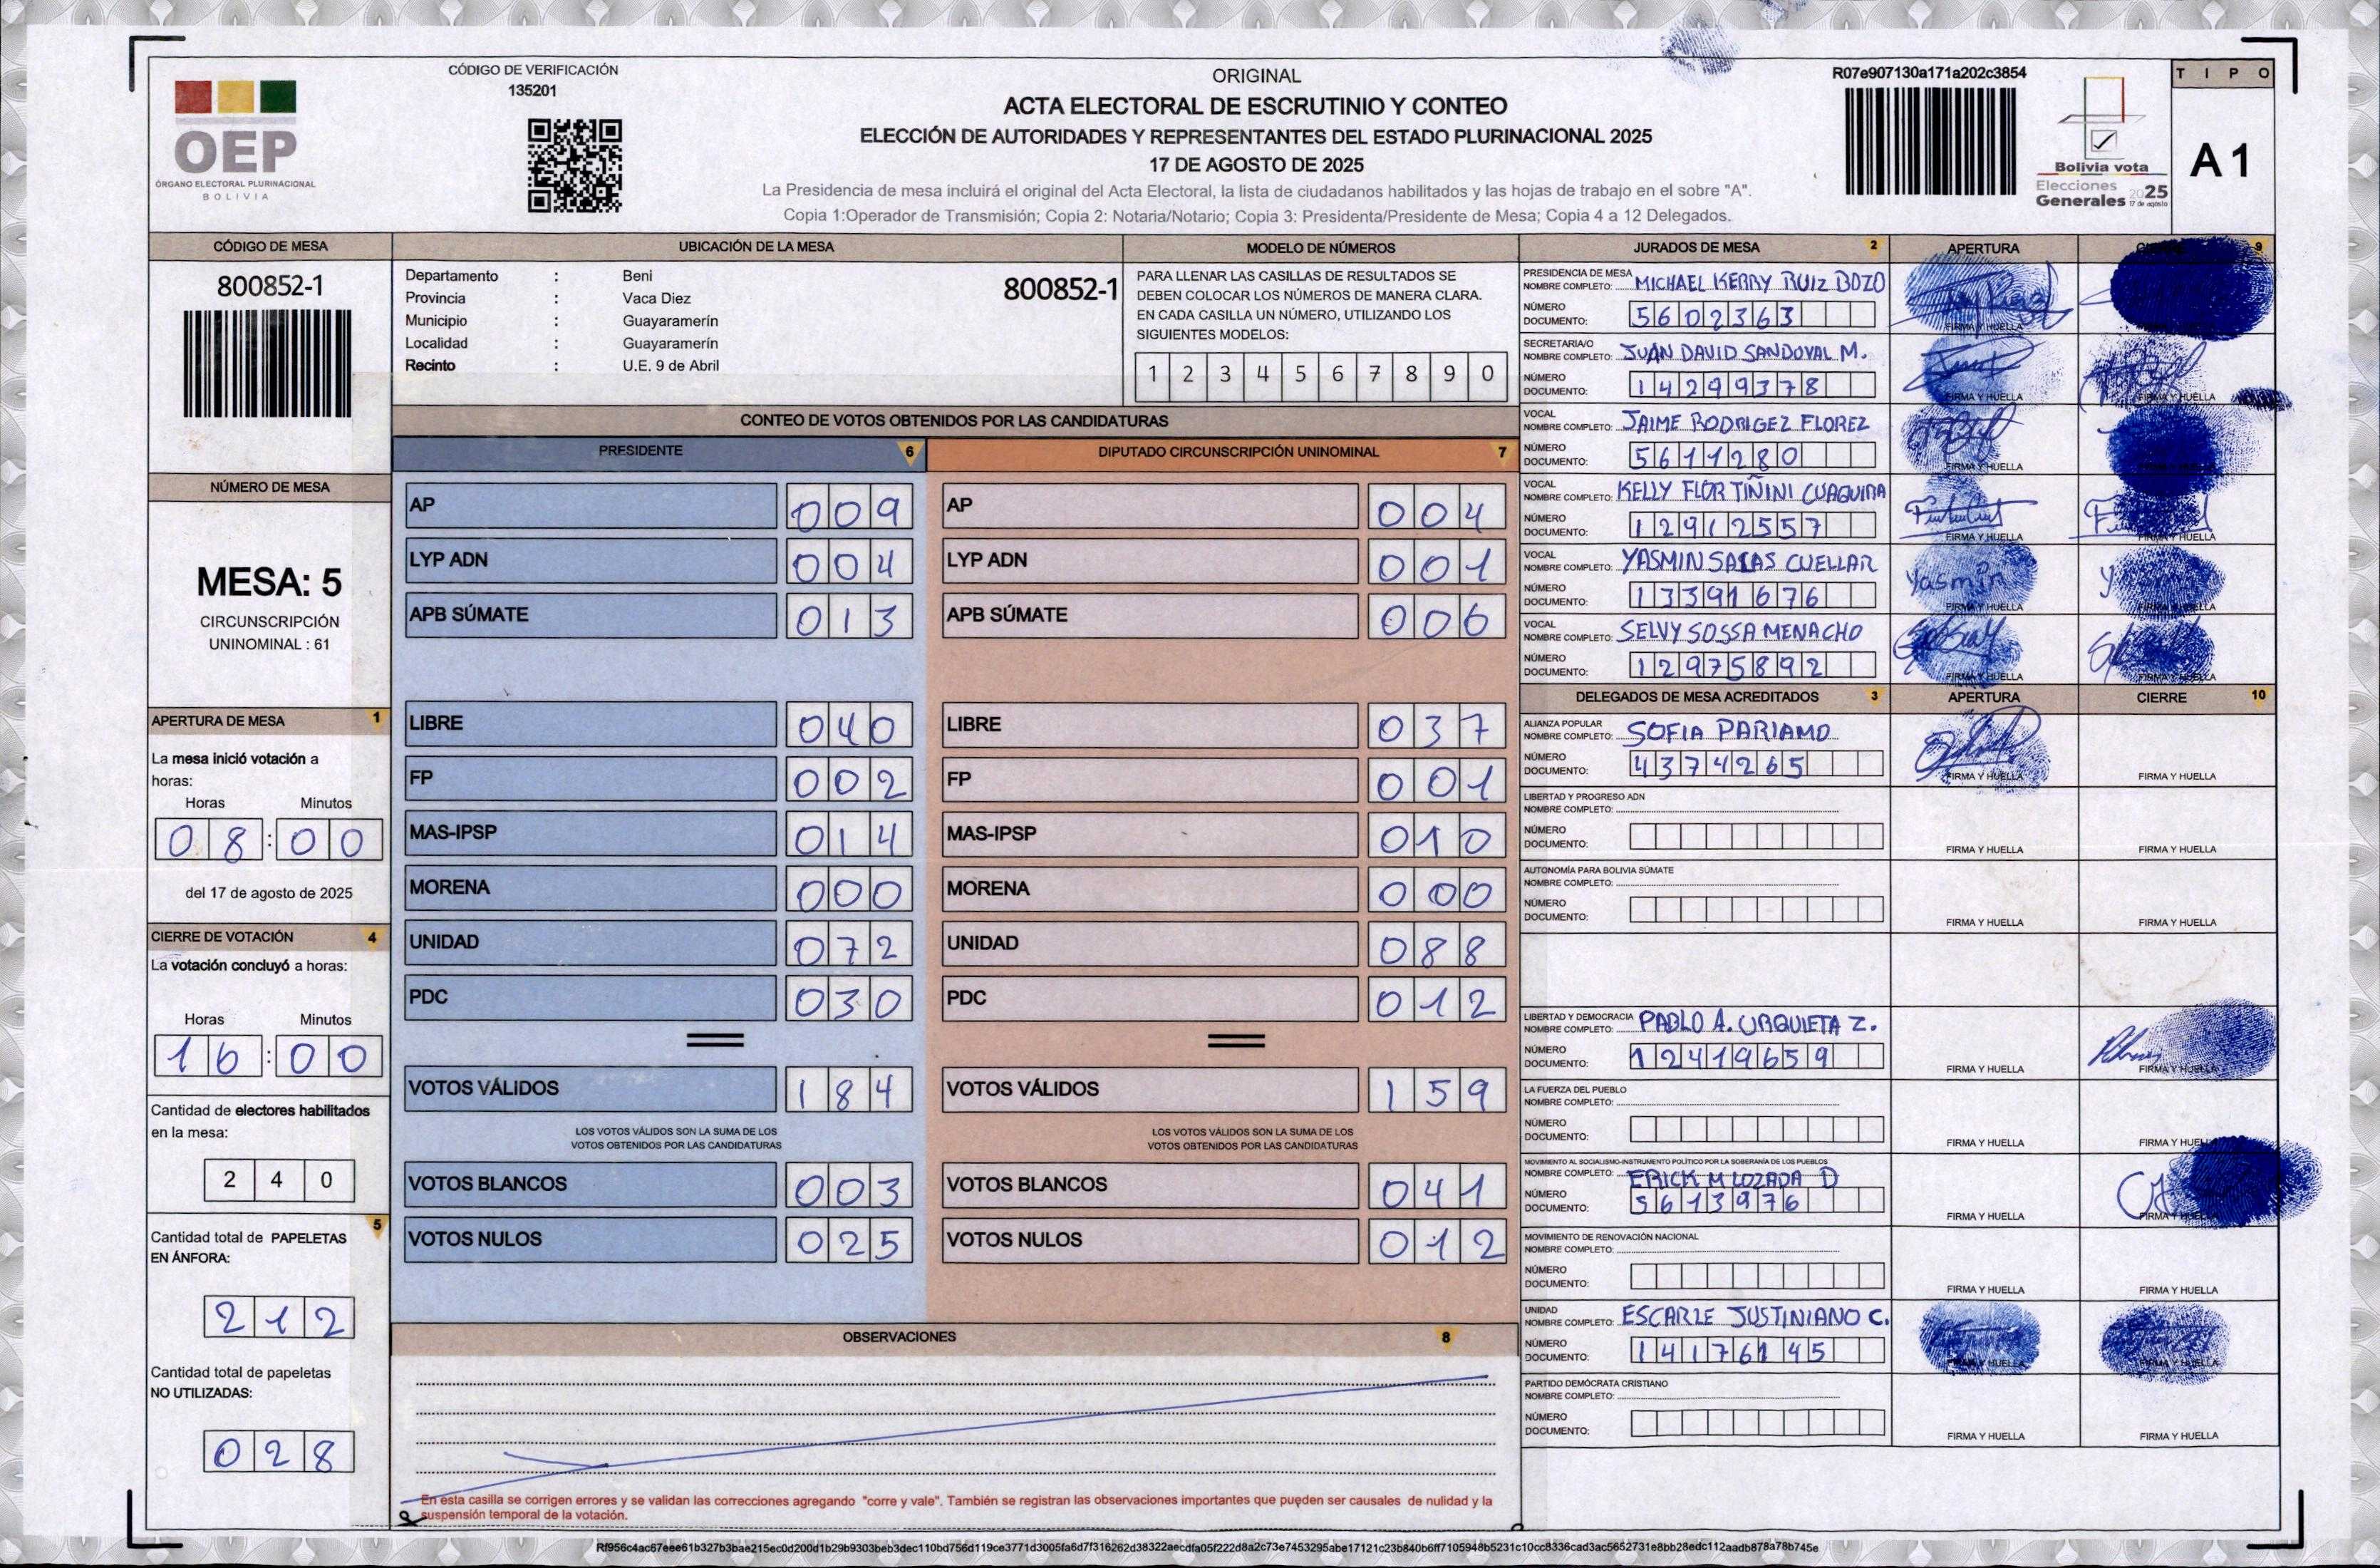 CÓDIGO DE VERIFICACIÓN
135201
OEP
ÓRGANO ELECTORAL PLURINACIONAL
BOLIVIA
ORIGINAL
ACTA ELECTORAL DE ESCRUTINIO Y CONTEO
ELECCIÓN DE AUTORIDADES Y REPRESENTANTES DEL ESTADO PLURINACIONAL 2025
17 DE AGOSTO DE 2025
La Presidencia de mesa incluirá el original del Acta Electoral, la lista de ciudadanos habilitados y las hojas de trabajo en el sobre "A".
Copia 1:Operador de Transmisión; Copia 2: Notaria/Notario; Copia 3: Presidenta/Presidente de Mesa; Copia 4 a 12 Delegados.
R07e907130a171a202c3854
Bolivia vota
Elecciones
Generales 2025
17 de agosto
TIPO
A 1
CÓDIGO DE MESA
800852-1
NÚMERO DE MESA
MESA: 5
CIRCUNSCRIPCIÓN
UNINOMINAL : 61
APERTURA DE MESA 1
La mesa inició votación a
horas:
Horas Minutos
08:00
del 17 de agosto de 2025
CIERRE DE VOTACIÓN 4
La votación concluyó a horas:
Horas Minutos
16:00
Cantidad de electores habilitados
en la mesa:
240
5
Cantidad total de PAPELETAS
EN ÁNFORA:
212
Cantidad total de papeletas
NO UTILIZADAS:
028
UBICACIÓN DE LA MESA
Departamento : Beni 800852-1
Provincia : Vaca Diez
Municipio : Guayaramerín
Localidad : Guayaramerín
Recinto : U.E. 9 de Abril
MODELO DE NÚMEROS
PARA LLENAR LAS CASILLAS DE RESULTADOS SE
DEBEN COLOCAR LOS NÚMEROS DE MANERA CLARA.
EN CADA CASILLA UN NÚMERO, UTILIZANDO LOS
SIGUIENTES MODELOS:
1 2 3 4 5 6 7 8 9 0
CONTEO DE VOTOS OBTENIDOS POR LAS CANDIDATURAS
PRESIDENTE 6 DIPUTADO CIRCUNSCRIPCIÓN UNINOMINAL 7
AP 009 AP 004
LYP ADN 004 LYP ADN 001
APB SÚMATE 013 APB SÚMATE 006
LIBRE 040 LIBRE 037
FP 002 FP 001
MAS-IPSP 014 MAS-IPSP 010
MORENA 000 MORENA 000
UNIDAD 072 UNIDAD 088
PDC 030 PDC 012
VOTOS VÁLIDOS 184 VOTOS VÁLIDOS 159
LOS VOTOS VÁLIDOS SON LA SUMA DE LOS LOS VOTOS VÁLIDOS SON LA SUMA DE LOS
VOTOS OBTENIDOS POR LAS CANDIDATURAS VOTOS OBTENIDOS POR LAS CANDIDATURAS
VOTOS BLANCOS 003 VOTOS BLANCOS 041
VOTOS NULOS 025 VOTOS NULOS 012
OBSERVACIONES 8
En esta casilla se corrigen errores y se validan las correcciones agregando "corre y vale". También se registran las observaciones importantes que pueden ser causales de nulidad y la
suspensión temporal de la votación.
JURADOS DE MESA 2 APERTURA 9
PRESIDENCIA DE MESA
NOMBRE COMPLETO: MICHAEL KERRY RUIZ BOZO
NÚMERO
DOCUMENTO: 5602363 FIRMA Y HUELLA
SECRETARIA/O
NOMBRE COMPLETO: JUAN DAVID SANDOVAL M.
NÚMERO
DOCUMENTO: 14299378 FIRMA Y HUELLA FIRMA Y HUELLA
VOCAL
NOMBRE COMPLETO: JAIME RODRIGEZ FLOREZ
NÚMERO
DOCUMENTO: 5611280 FIRMA Y HUELLA
VOCAL
NOMBRE COMPLETO: KELLY FLOR TIÑINI CUAQUIRA
NÚMERO
DOCUMENTO: 12912557 FIRMA Y HUELLA FIRMA Y HUELLA
VOCAL
NOMBRE COMPLETO: YASMIN SALAS CUELLAR
NÚMERO
DOCUMENTO: 13391676 Yasmin FIRMA Y HUELLA FIRMA Y HUELLA
VOCAL
NOMBRE COMPLETO: SELVY SOSSA MENACHO
NÚMERO
DOCUMENTO: 12975892 FIRMA Y HUELLA FIRMA Y HUELLA
DELEGADOS DE MESA ACREDITADOS 3 APERTURA CIERRE 10
ALIANZA POPULAR
NOMBRE COMPLETO: SOFIA PARIAMO
NÚMERO
DOCUMENTO: 4374265 FIRMA Y HUELLA FIRMA Y HUELLA
LIBERTAD Y PROGRESO ADN
NOMBRE COMPLETO:
NÚMERO
DOCUMENTO: FIRMA Y HUELLA FIRMA Y HUELLA
AUTONOMÍA PARA BOLIVIA SÚMATE
NOMBRE COMPLETO:
NÚMERO
DOCUMENTO: FIRMA Y HUELLA FIRMA Y HUELLA
LIBERTAD Y DEMOCRACIA
NOMBRE COMPLETO: PABLO A. URQUIETA Z.
NÚMERO
DOCUMENTO: 12419659 FIRMA Y HUELLA FIRMA Y HUELLA
LA FUERZA DEL PUEBLO
NOMBRE COMPLETO:
NÚMERO
DOCUMENTO: FIRMA Y HUELLA FIRMA Y HUELLA
MOVIMIENTO AL SOCIALISMO-INSTRUMENTO POLÍTICO POR LA SOBERANÍA DE LOS PUEBLOS
NOMBRE COMPLETO: ERICK M LOZADA D
NÚMERO
DOCUMENTO: 5613976 FIRMA Y HUELLA FIRMA Y HUELLA
MOVIMIENTO DE RENOVACIÓN NACIONAL
NOMBRE COMPLETO:
NÚMERO
DOCUMENTO: FIRMA Y HUELLA FIRMA Y HUELLA
UNIDAD
NOMBRE COMPLETO: ESCARLE JUSTINIANO C.
NÚMERO
DOCUMENTO: 14176145 FIRMA Y HUELLA FIRMA Y HUELLA
PARTIDO DEMÓCRATA CRISTIANO
NOMBRE COMPLETO:
NÚMERO
DOCUMENTO: FIRMA Y HUELLA FIRMA Y HUELLA